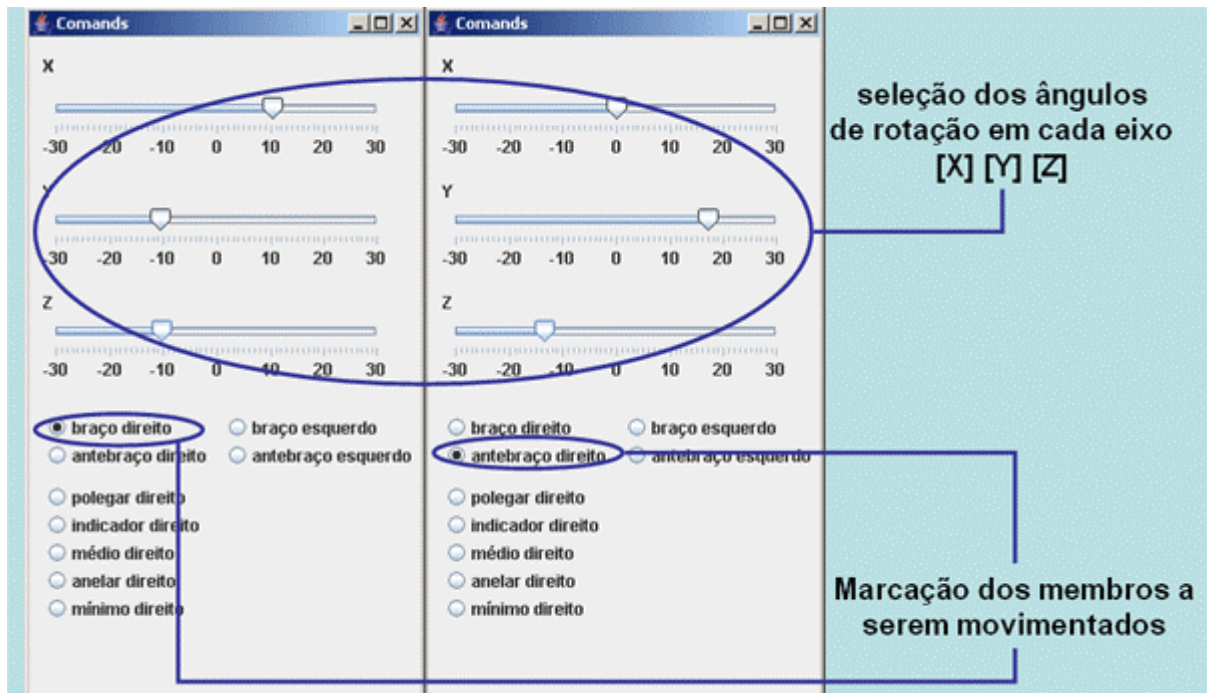 Comands
X
-30 -20 -10 0 10 20 30
Y
-30 -20 -10 0 10 20 30
Z
-30 -20 -10 0 10 20 30
braço direito braço esquerdo
antebraço direito antebraço esquerdo
polegar direito
indicador direito
médio direito
anelar direito
mínimo direito
Comands
X
-30 -20 -10 0 10 20 30
Y
-30 -20 -10 0 10 20 30
Z
-30 -20 -10 0 10 20 30
braço direito braço esquerdo
antebraço direito antebraço esquerdo
polegar direito
indicador direito
médio direito
anelar direito
mínimo direito
seleção dos ângulos
de rotação em cada eixo
[X] [Y] [Z]
Marcação dos membros a
serem movimentados